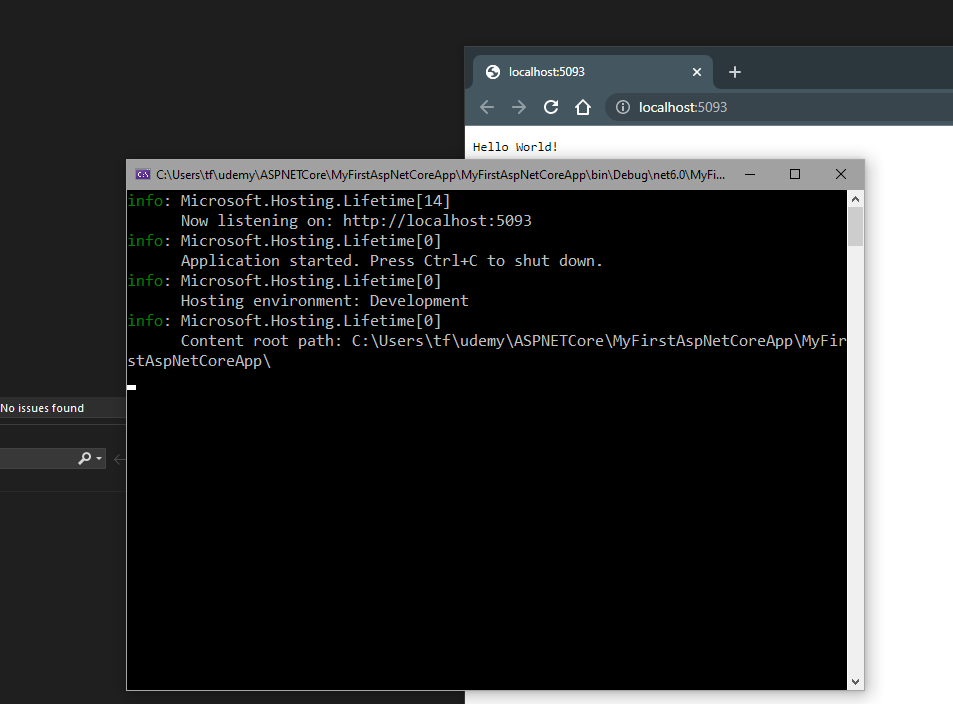 localhost:5093
localhost:5093
Hello World!
C:\Users\tf\udemy\ASPNETCore\MyFirstAspNetCoreApp\MyFirstAspNetCoreApp\bin\Debug\net6.0\MyFi...
info: Microsoft.Hosting.Lifetime[14]
Now listening on: http://localhost:5093
info: Microsoft.Hosting.Lifetime[0]
Application started. Press Ctrl+C to shut down.
info: Microsoft.Hosting.Lifetime[0]
Hosting environment: Development
info: Microsoft.Hosting.Lifetime[0]
Content root path: C:\Users\tf\udemy\ASPNETCore\MyFirstAspNetCoreApp\MyFir
stAspNetCoreApp\
No issues found